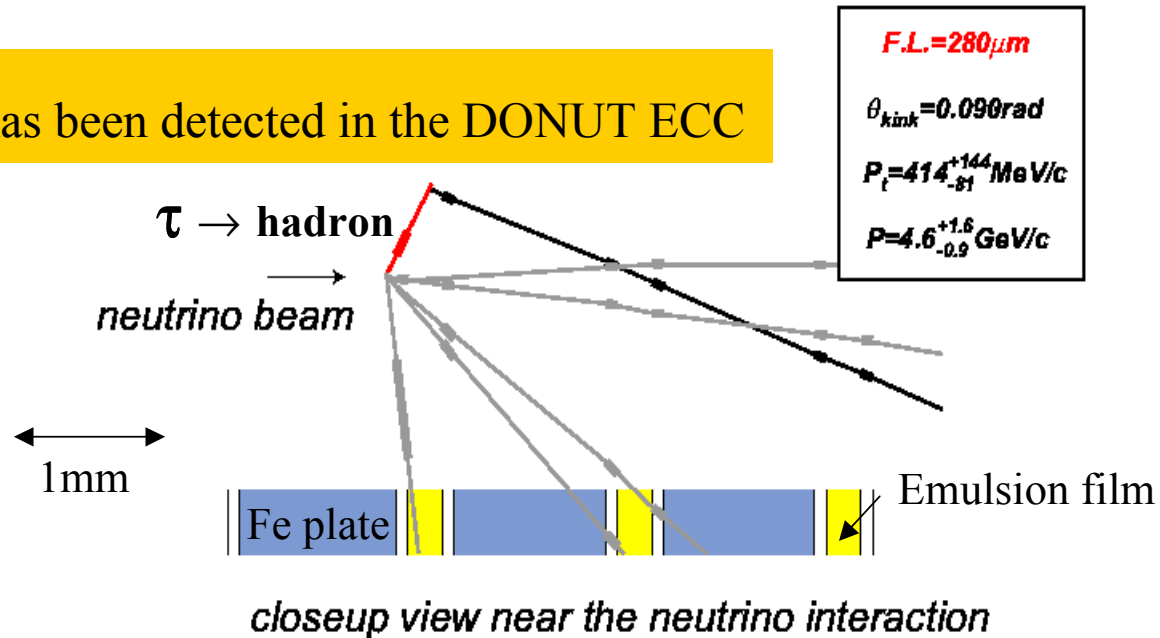 F.L.=280μm
θkink=0.090rad
Pt=414+144-81MeV/c
P=4.6+1.6-0.9GeV/c
as been detected in the DONUT ECC
τ → hadron
neutrino beam
1mm
Fe plate
Emulsion film
closeup view near the neutrino interaction